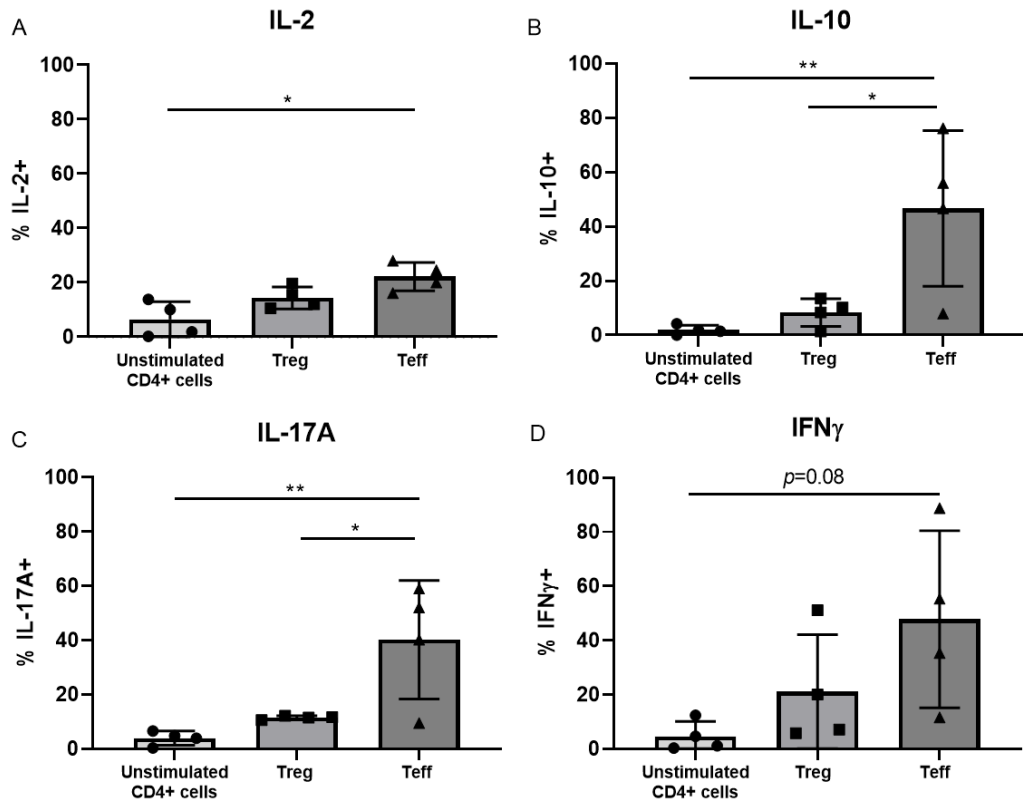 A
IL-2
% IL-2+
100
80
60
40
20
0
*
Unstimulated
CD4+ cells
Treg
Teff
B
IL-10
% IL-10+
100
80
60
40
20
0
**
*
Unstimulated
CD4+ cells
Treg
Teff
C
IL-17A
% IL-17A+
100
80
60
40
20
0
**
*
Unstimulated
CD4+ cells
Treg
Teff
D
IFNγ
% IFNγ+
100
80
60
40
20
0
p=0.08
Unstimulated
CD4+ cells
Treg
Teff